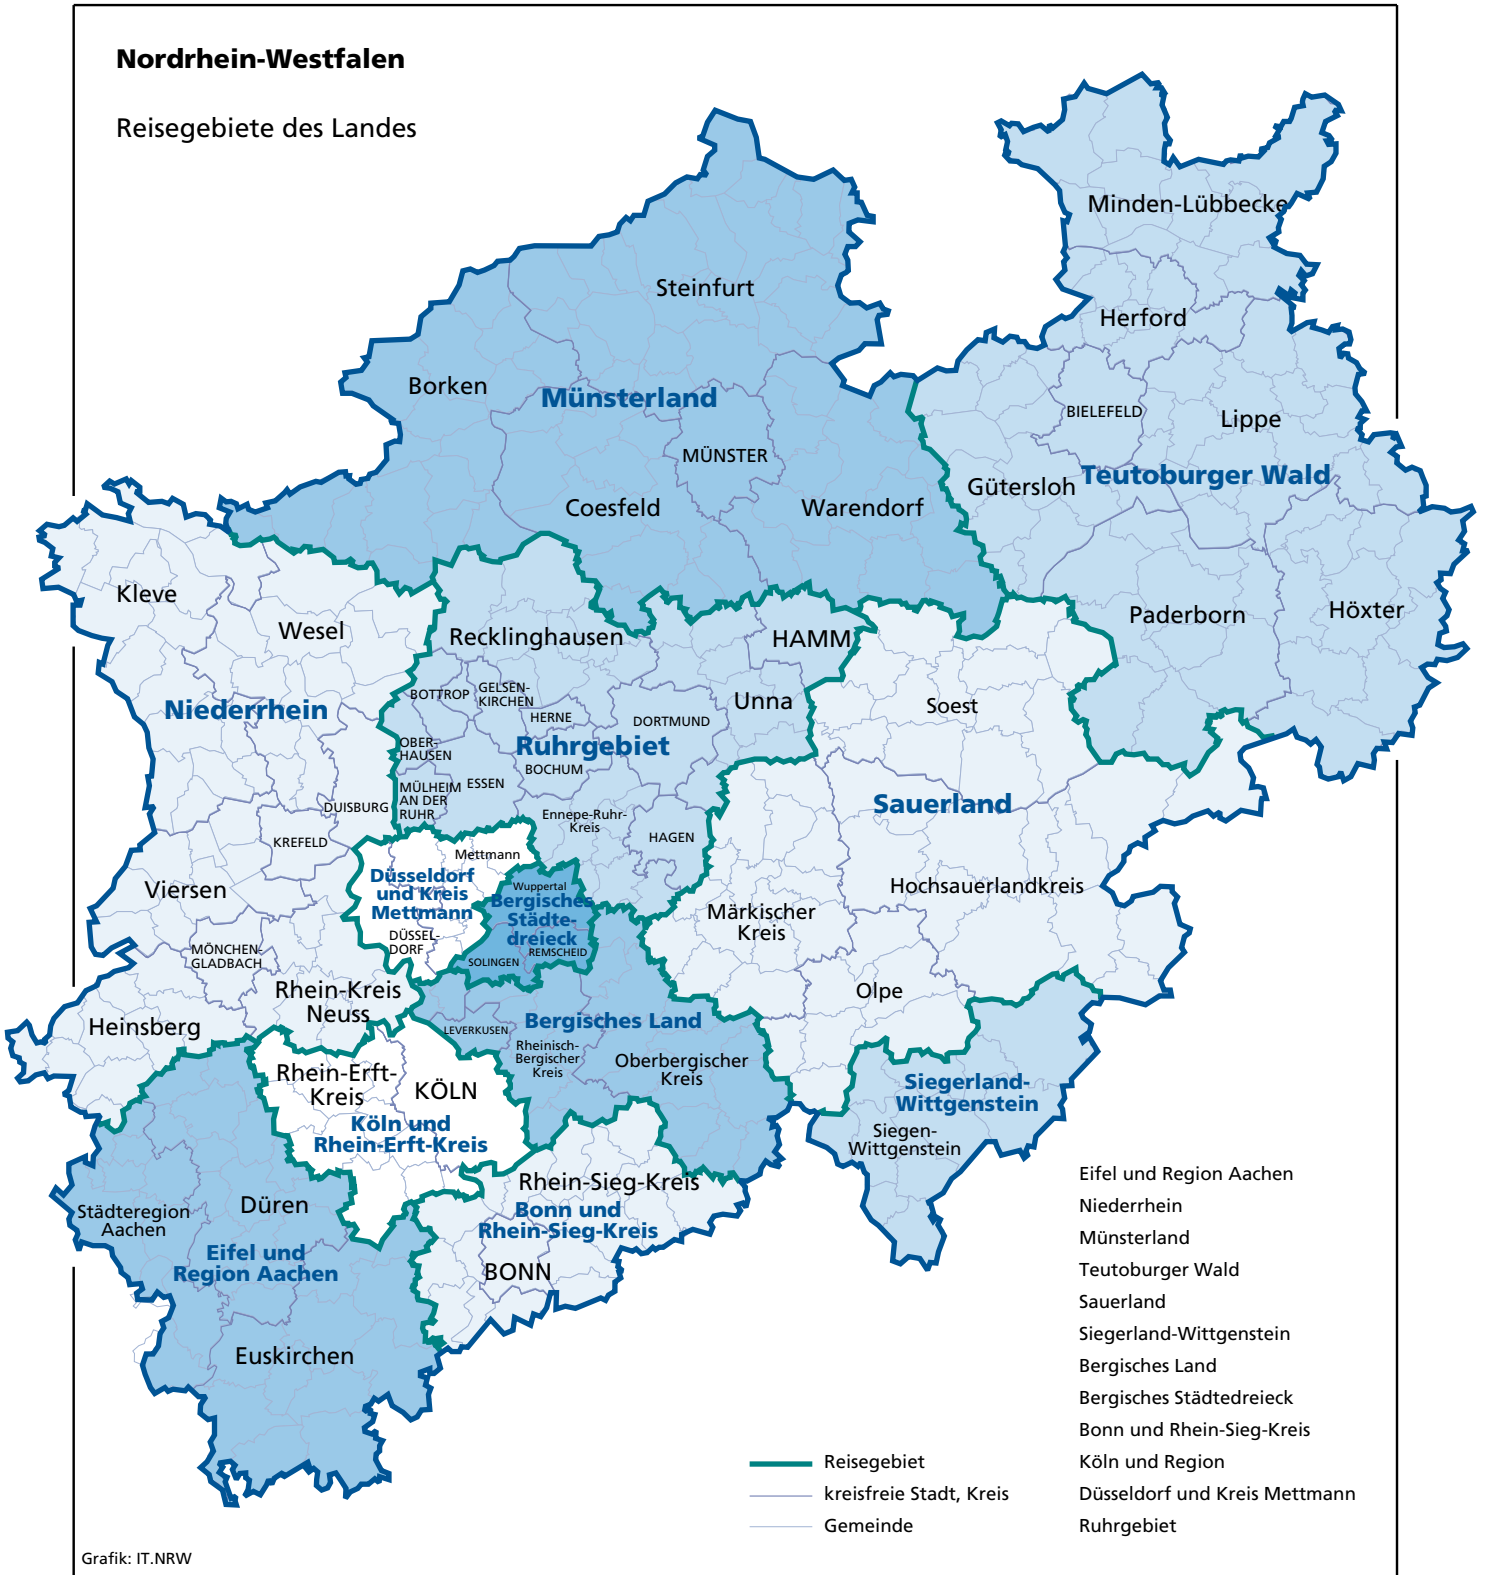 Nordrhein-Westfalen
Reisegebiete des Landes
Minden-Lübbecke
Steinfurt
Herford
Borken
Münsterland
BIELEFELD
Lippe
MÜNSTER
Teutoburger Wald
Gütersloh
Coesfeld
Warendorf
Kleve
Wesel
Recklinghausen
HAMM
Paderborn
Höxter
BOTTROP
GELSEN-
KIRCHEN
Unna
Soest
Niederrhein
HERNE
DORTMUND
OBER-
HAUSEN
Ruhrgebiet
BOCHUM
ESSEN
MÜLHEIM
AN DER
RUHR
DUISBURG
Sauerland
Ennepe-Ruhr-
Kreis
HAGEN
KREFELD
Mettmann
Viersen
Düsseldorf
und Kreis
Mettmann
Wuppertal
Bergisches
Städte-
dreieck
Hochsauerlandkreis
Märkischer
Kreis
DÜSSEL-
DORF
REMSCHEID
SOLINGEN
MÖNCHEN-
GLADBACH
Rhein-Kreis
Neuss
Olpe
Heinsberg
LEVERKUSEN
Bergisches Land
Rheinisch-
Bergischer
Kreis
Oberbergischer
Kreis
Rhein-Erft-
Kreis
KÖLN
Siegerland-
Wittgenstein
Köln und
Rhein-Erft-Kreis
Siegen-
Wittgenstein
Rhein-Sieg-Kreis
Bonn und
Rhein-Sieg-Kreis
Städteregion
Aachen
Düren
Eifel und
Region Aachen
BONN
Euskirchen
Eifel und Region Aachen
Niederrhein
Münsterland
Teutoburger Wald
Sauerland
Siegerland-Wittgenstein
Bergisches Land
Bergisches Städtedreieck
Bonn und Rhein-Sieg-Kreis
Köln und Region
Düsseldorf und Kreis Mettmann
Ruhrgebiet
Reisegebiet
kreisfreie Stadt, Kreis
Gemeinde
Grafik: IT.NRW